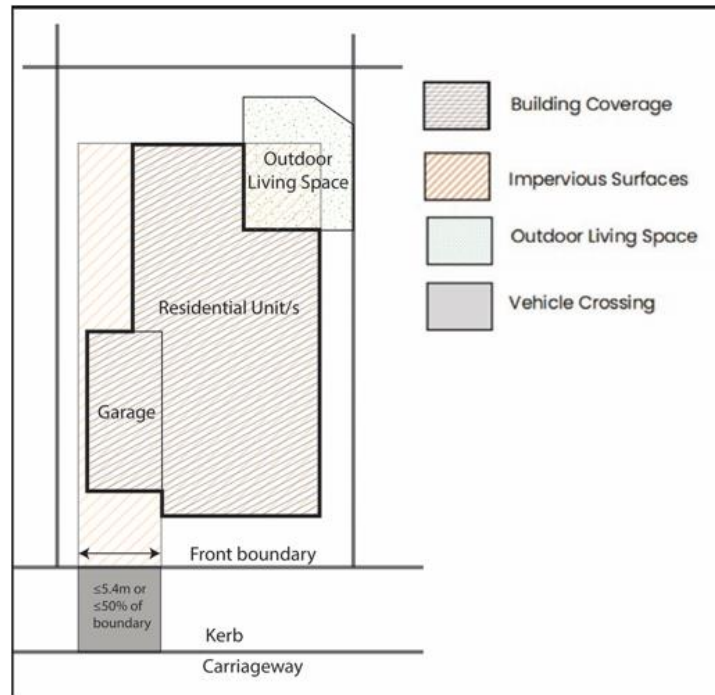 Building Coverage
Outdoor
Living Space
Impervious Surfaces
Outdoor Living Space
Vehicle Crossing
Residential Unit/s
Garage
Front boundary
≤5.4m or
≤50% of
boundary
Kerb
Carriageway